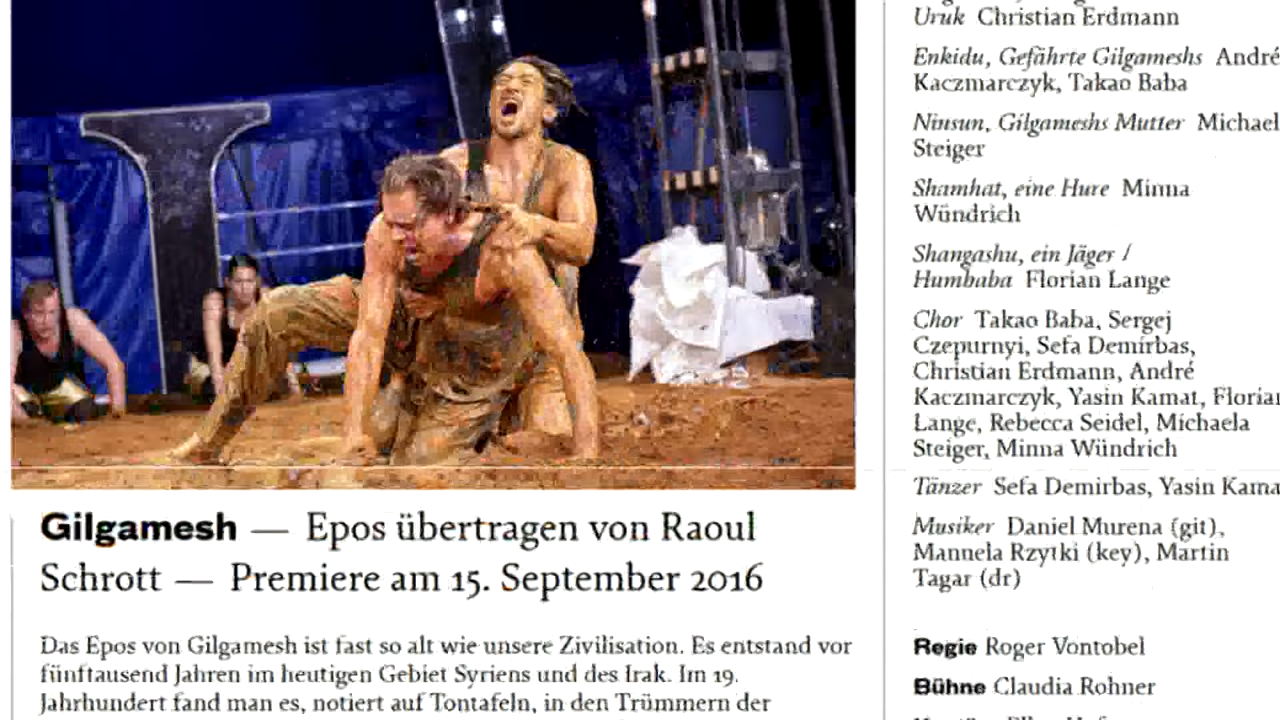 Gilgamesh — Epos übertragen von Raoul
Schrott — Premiere am 15. September 2016
Das Epos von Gilgamesh ist fast so alt wie unsere Zivilisation. Es entstand vor
fünftausend Jahren im heutigen Gebiet Syriens und des Irak. Im 19.
Jahrhundert fand man es, notiert auf Tontafeln, in den Trümmern der
Uruk Christian Erdmann
Enkidu, Gefährte Gilgameshs André
Kaczmarczyk, Takao Baba
Ninsun, Gilgameshs Mutter Michael
Steiger
Shamhat, eine Hure Minna
Wündrich
Shangashu, ein Jäger /
Humbaba Florian Lange
Chor Takao Baba, Sergej
Czepurnyi, Sefa Demirbas,
Christian Erdmann, André
Kaczmarczyk, Yasin Kamat, Florian
Lange, Rebecca Seidel, Michaela
Steiger, Minna Wündrich
Tänzer Sefa Demirbas, Yasin Kama
Musiker Daniel Murena (git),
Manuela Rzytki (key), Martin
Tagar (dr)
Regie Roger Vontobel
Bühne Claudia Rohner